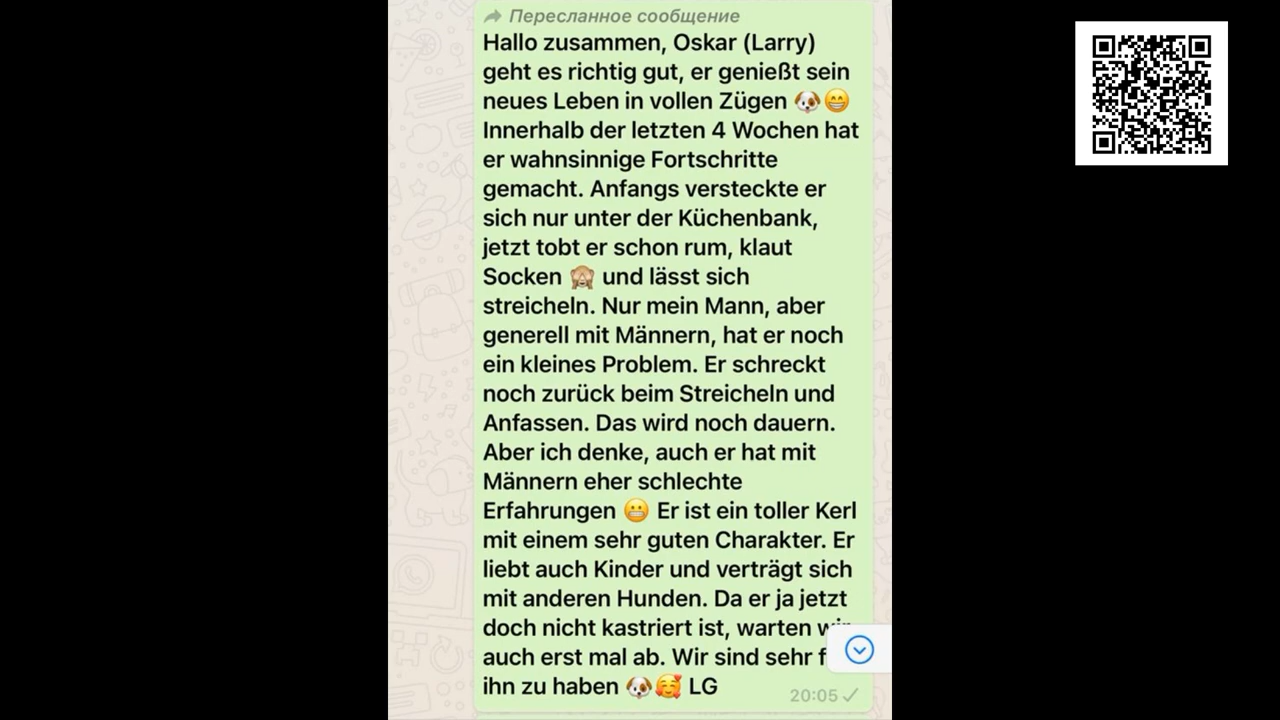 Пересланное сообщение
Hallo zusammen, Oskar (Larry)
geht es richtig gut, er genießt sein
neues Leben in vollen Zügen 🐶😁
Innerhalb der letzten 4 Wochen hat
er wahnsinnige Fortschritte
gemacht. Anfangs versteckte er
sich nur unter der Küchenbank,
jetzt tobt er schon rum, klaut
Socken 🙈 und lässt sich
streicheln. Nur mein Mann, aber
generell mit Männern, hat er noch
ein kleines Problem. Er schreckt
noch zurück beim Streicheln und
Anfassen. Das wird noch dauern.
Aber ich denke, auch er hat mit
Männern eher schlechte
Erfahrungen 😬 Er ist ein toller Kerl
mit einem sehr guten Charakter. Er
liebt auch Kinder und verträgt sich
mit anderen Hunden. Da er ja jetzt
doch nicht kastriert ist, warten
auch erst mal ab. Wir sind sehr
ihn zu haben 🐶🥰 LG
20:05